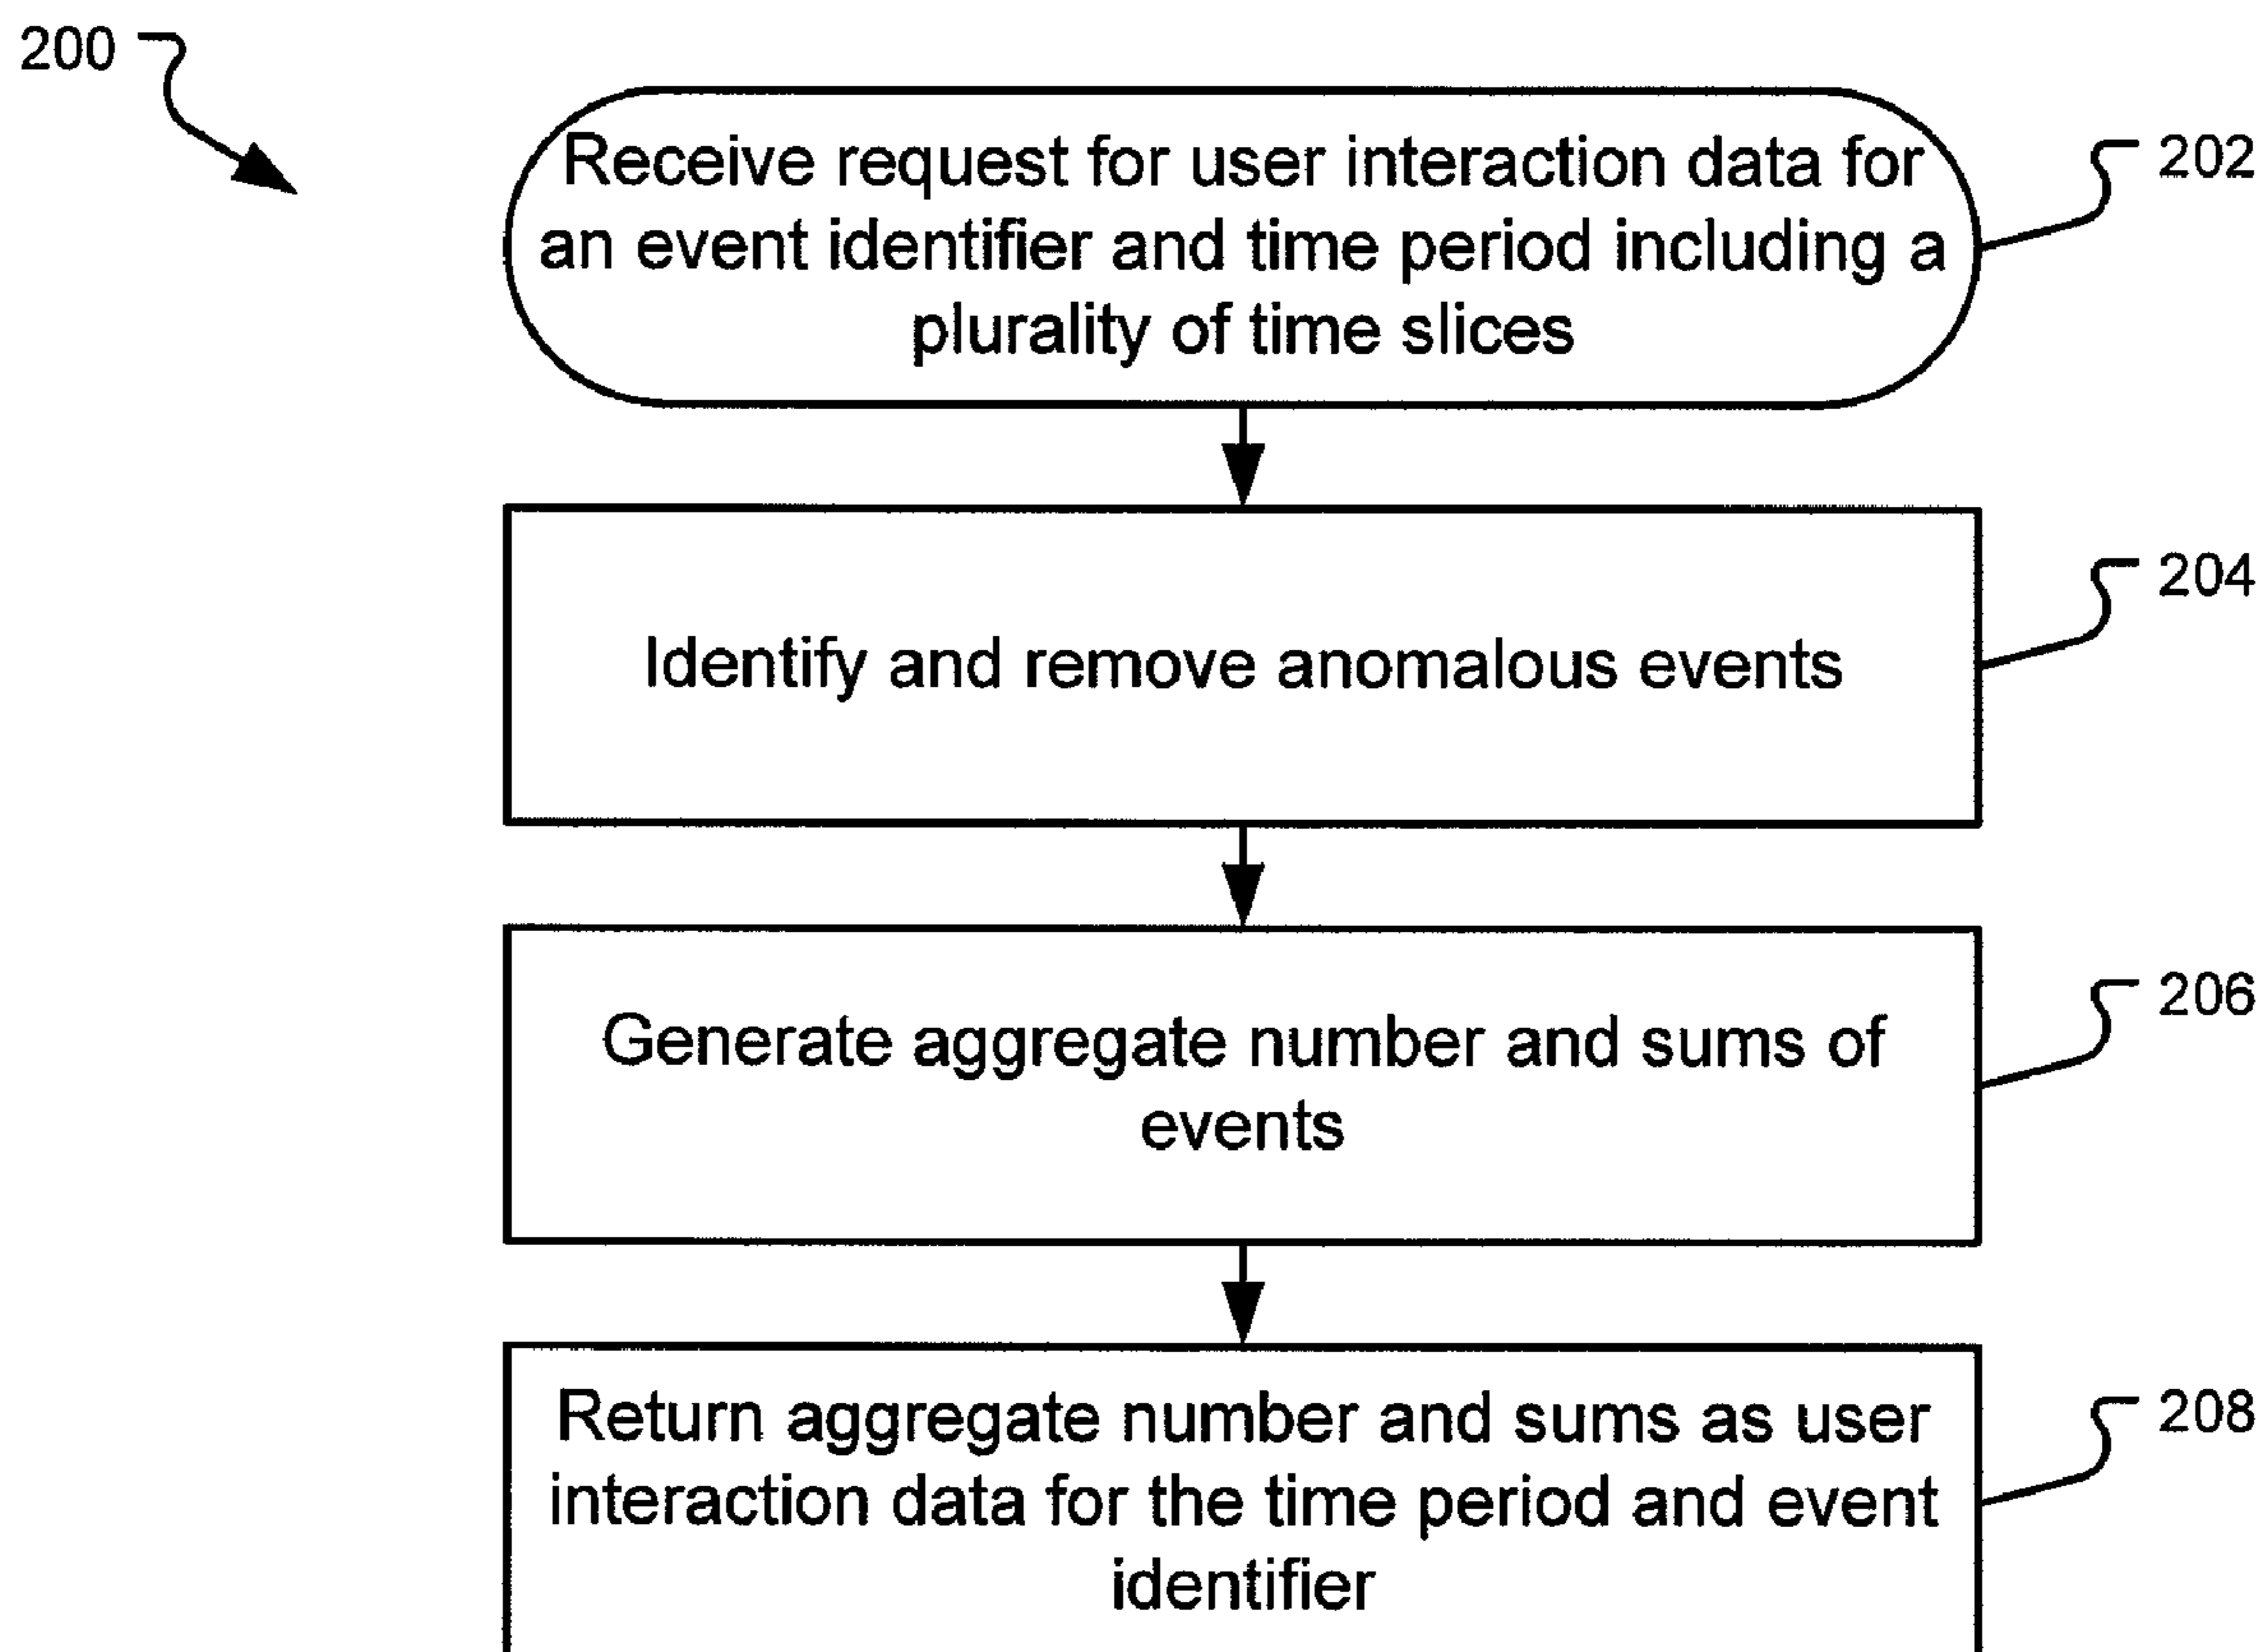 200
Receive request for user interaction data for
an event identifier and time period including a
plurality of time slices
202
Identify and remove anomalous events
204
Generate aggregate number and sums of
events
206
Return aggregate number and sums as user
interaction data for the time period and event
identifier
208